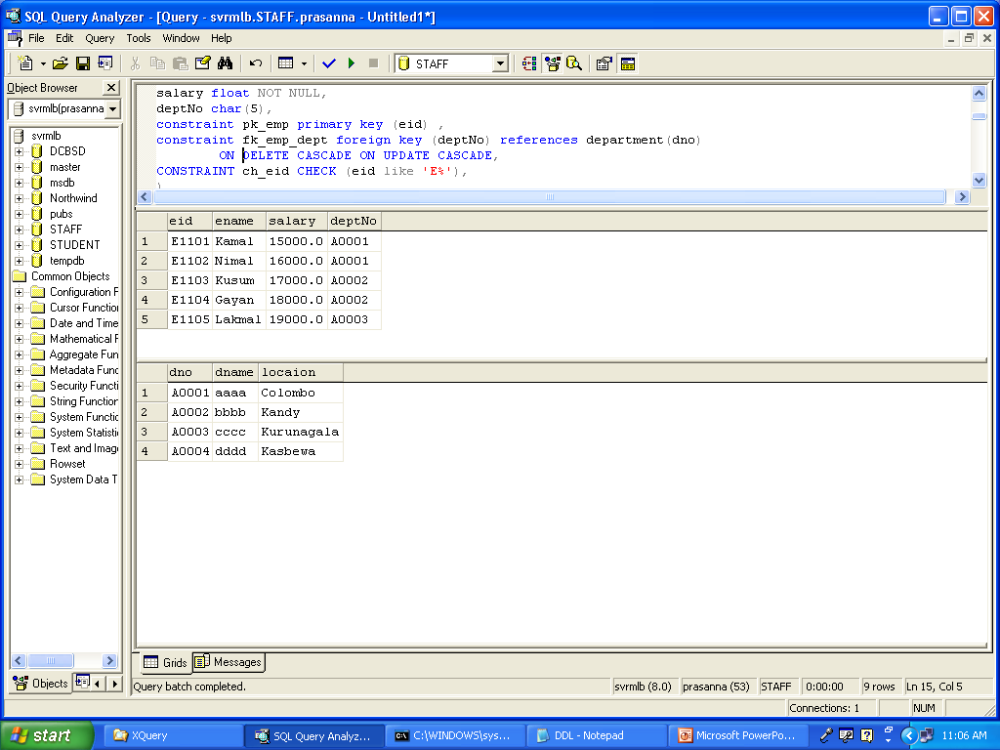 SQL Query Analyzer - [Query - svrmlb.STAFF.prasanna - Untitled1*]
File Edit Query Tools Window Help
STAFF
Object Browser
svrmlb(prasanna
svrmlb
DCBSD
master
msdb
Northwind
pubs
STAFF
STUDENT
tempdb
Common Objects
Configuration F
Cursor Function
Date and Time
Mathematical F
Aggregate Fun
Metadata Func
Security Functi
String Function
System Functio
System Statisti
Text and Imag
Rowset
System Data T
Objects
salary float NOT NULL,
deptNo char(5),
constraint pk_emp primary key (eid) ,
constraint fk_emp_dept foreign key (deptNo) references department(dno)
ON DELETE CASCADE ON UPDATE CASCADE,
CONSTRAINT ch_eid CHECK (eid like 'E%'),
)
eid ename salary deptNo
1 E1101 Kamal 15000.0 A0001
2 E1102 Nimal 16000.0 A0001
3 E1103 Kusum 17000.0 A0002
4 E1104 Gayan 18000.0 A0002
5 E1105 Lakmal 19000.0 A0003
dno dname locaion
1 A0001 aaaa Colombo
2 A0002 bbbb Kandy
3 A0003 cccc Kurunagala
4 A0004 dddd Kasbewa
Grids Messages
Query batch completed. svrmlb (8.0) prasanna (53) STAFF 0:00:00 9 rows Ln 15, Col 5
Connections: 1 NUM
start XQuery SQL Query Analyz... C:\WINDOWS\sys... DDL - Notepad Microsoft PowerPo... 11:06 AM